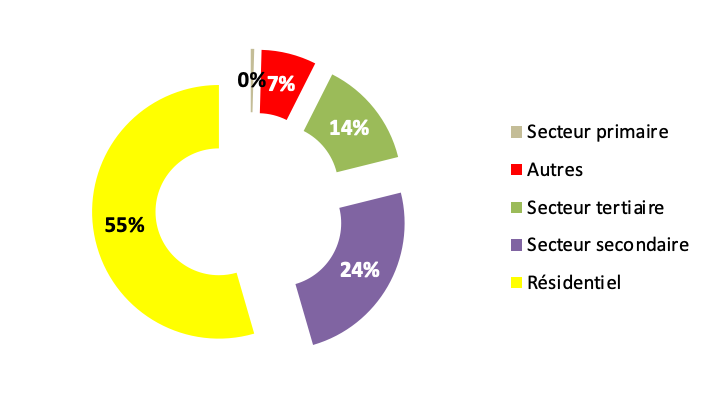 0%
7%
14%
24%
55%
Secteur primaire
Autres
Secteur tertiaire
Secteur secondaire
Résidentiel